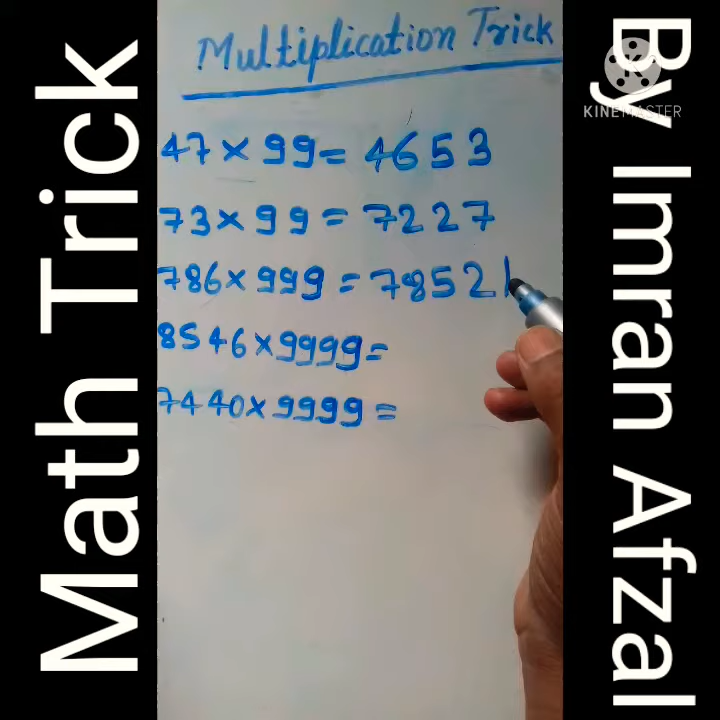 Math Trick
Multiplication Trick
47 × 99 = 4653
73 × 99 = 7227
786 × 999 = 78521
8546 × 9999 =
7440 × 9999 =
By Imran Afzal
KINEMASTER